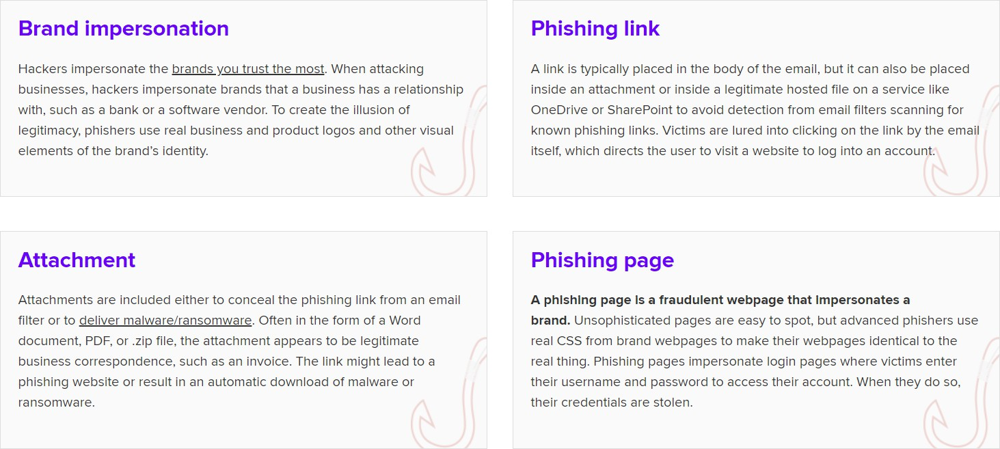 Brand impersonation
Hackers impersonate the brands you trust the most. When attacking
businesses, hackers impersonate brands that a business has a relationship
with, such as a bank or a software vendor. To create the illusion of
legitimacy, phishers use real business and product logos and other visual
elements of the brand’s identity.
Phishing link
A link is typically placed in the body of the email, but it can also be placed
inside an attachment or inside a legitimate hosted file on a service like
OneDrive or SharePoint to avoid detection from email filters scanning for
known phishing links. Victims are lured into clicking on the link by the email
itself, which directs the user to visit a website to log into an account.
Attachment
Attachments are included either to conceal the phishing link from an email
filter or to deliver malware/ransomware. Often in the form of a Word
document, PDF, or .zip file, the attachment appears to be legitimate
business correspondence, such as an invoice. The link might lead to a
phishing website or result in an automatic download of malware or
ransomware.
Phishing page
A phishing page is a fraudulent webpage that impersonates a
brand. Unsophisticated pages are easy to spot, but advanced phishers use
real CSS from brand webpages to make their webpages identical to the
real thing. Phishing pages impersonate login pages where victims enter
their username and password to access their account. When they do so,
their credentials are stolen.